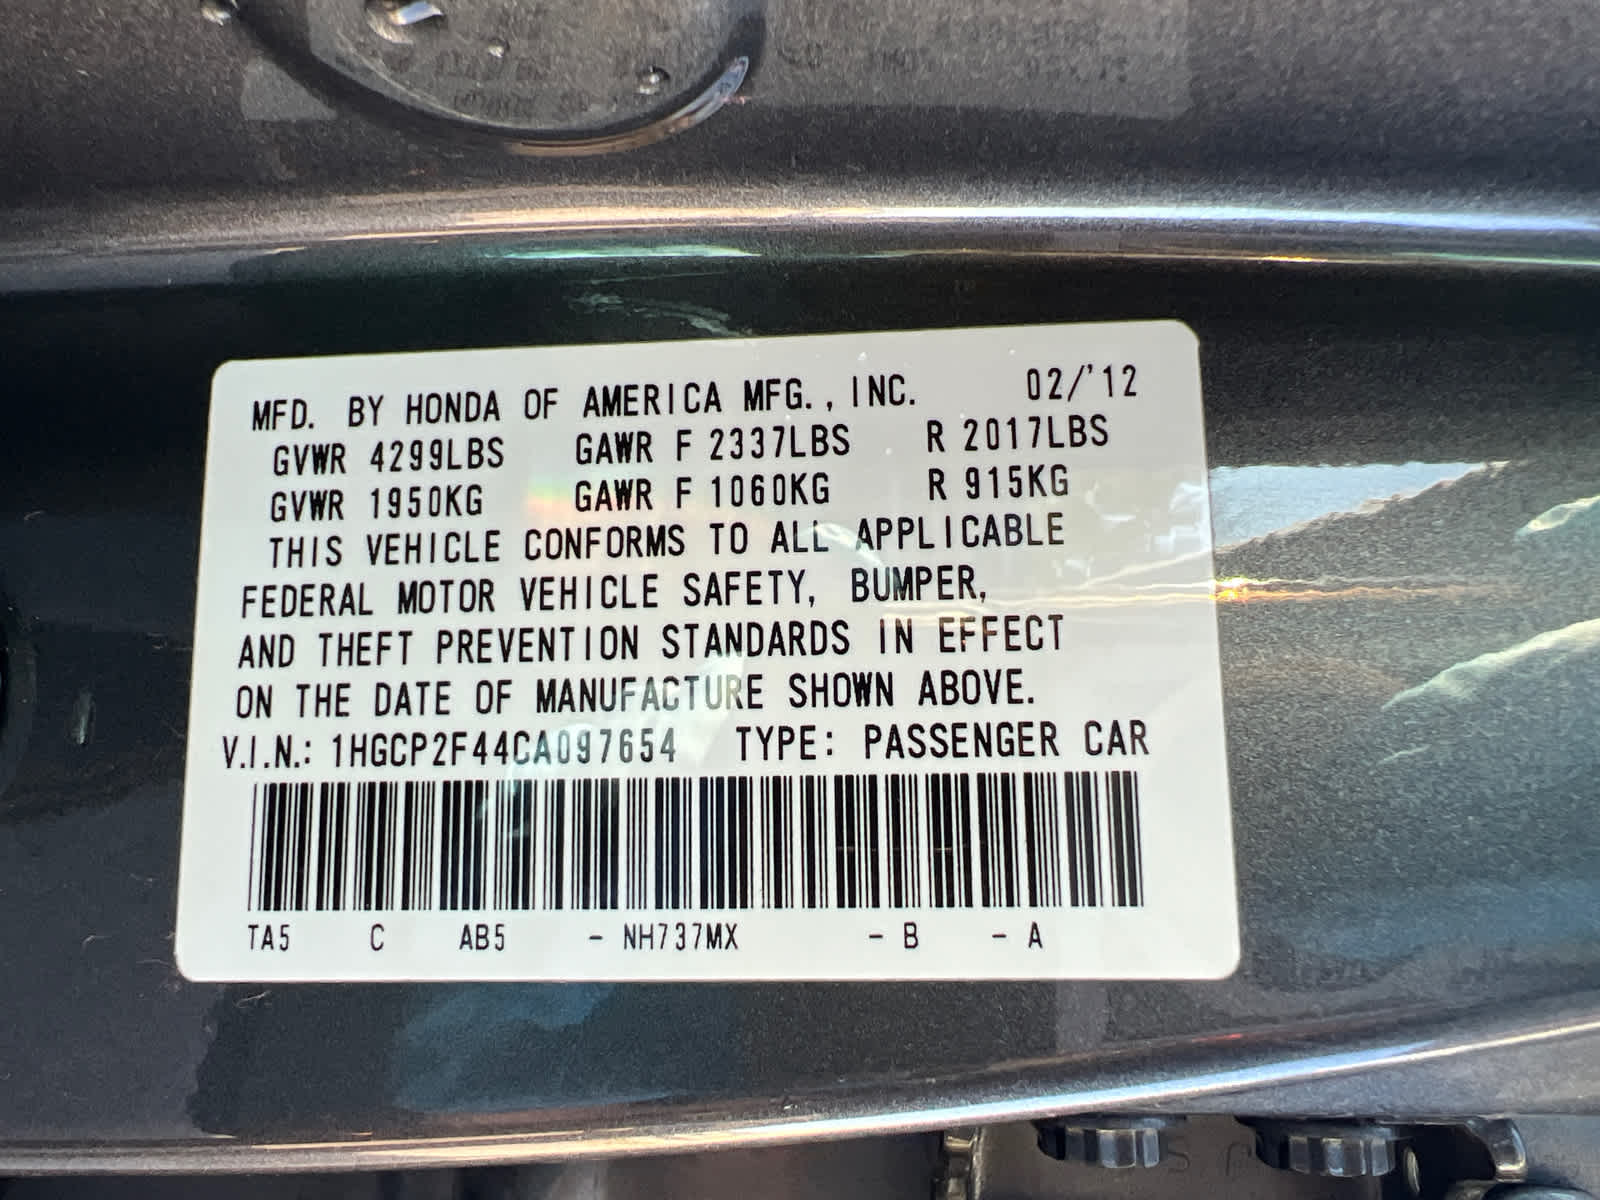 MFD. BY HONDA OF AMERICA MFG., INC. 02/'12
GVWR 4299LBS GAWR F 2337LBS R 2017LBS
GVWR 1950KG GAWR F 1060KG R 915KG
THIS VEHICLE CONFORMS TO ALL APPLICABLE
FEDERAL MOTOR VEHICLE SAFETY, BUMPER,
AND THEFT PREVENTION STANDARDS IN EFFECT
ON THE DATE OF MANUFACTURE SHOWN ABOVE.
V.I.N.: 1HGCP2F44CA097654 TYPE: PASSENGER CAR
TA5 C AB5 - NH737MX - B - A